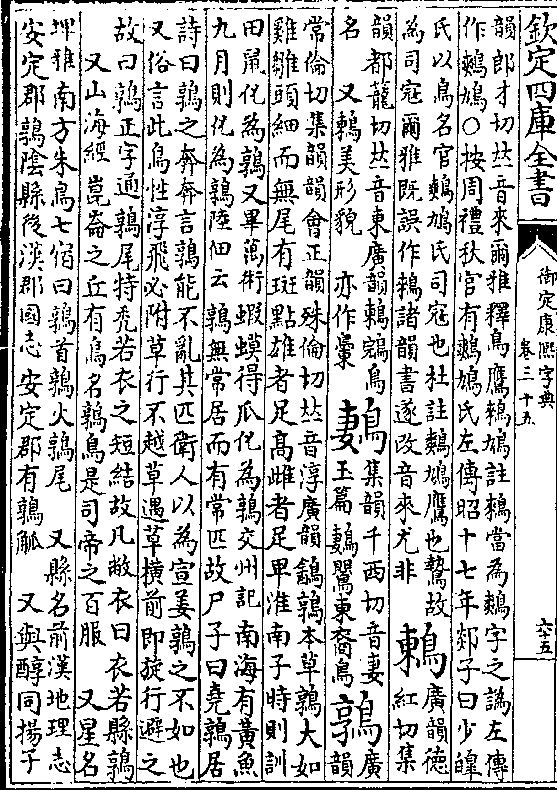 欽定四庫全書
御定康熙字典
卷三十五
六十五
韻郎才切𠀤音來爾雅釋鳥鷹鶆鳩註鶆當為鷞字之譌左傳
作鷞鳩〇按周禮秋官有鷞鳩氏左傳昭十七年郯子曰少皥
氏以鳥名官鷞鳩氏司寇也杜註鷞鳩鷹也鷙故
為司寇爾雅既誤作鶆諸韻書遂改音來尤非 鶇廣韻德
紅切集
韻都籠切𠀤音東廣韻鶇鵍鳥
名 又鶇美形貌 亦作𪅈 鶈集韻千西切音妻
玉篇鶈鷜東裔鳥 鶉廣
韻
常倫切集韻韻會正韻殊倫切𠀤音淳廣韻鷂鶉本草鶉大如
雞雛頭細而無尾有斑點雄者足高雌者足卑淮南子時則訓
田鼠化為鶉又畢萬術蝦蟆得瓜化為鶉交州記南海有黃魚
九月則化為鶉陸佃云鶉無常居而有常匹故尸子曰堯鶉居
詩曰鶉之奔奔言鶉能不亂其匹衛人以為宣姜鶉之不如也
又俗言此鳥性淳飛必附草行不越草遇草橫前即旋行避之
故曰鶉正字通鶉尾特禿若衣之短結故凡敝衣曰衣若縣鶉
又山海經崑崙之丘有鳥名鶉鳥是司帝之百服 又星名
埤雅南方朱鳥七宿曰鶉首鶉火鶉尾 又縣名前漢地理志
安定郡鶉陰縣後漢郡國志安定郡有鶉觚 又與醇同揚子